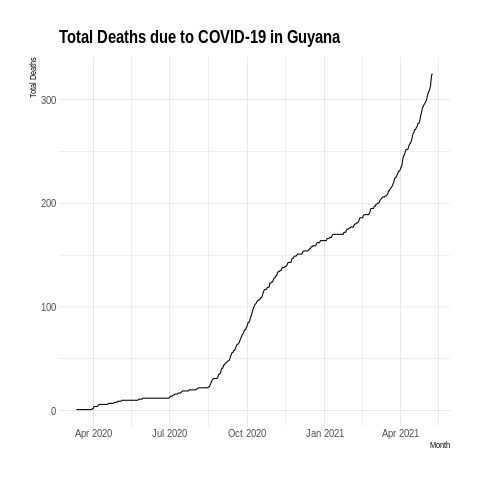 Total Deaths due to COVID-19 in Guyana
Total Deaths
300
200
100
0
Apr 2020 Jul 2020 Oct 2020 Jan 2021 Apr 2021
Month